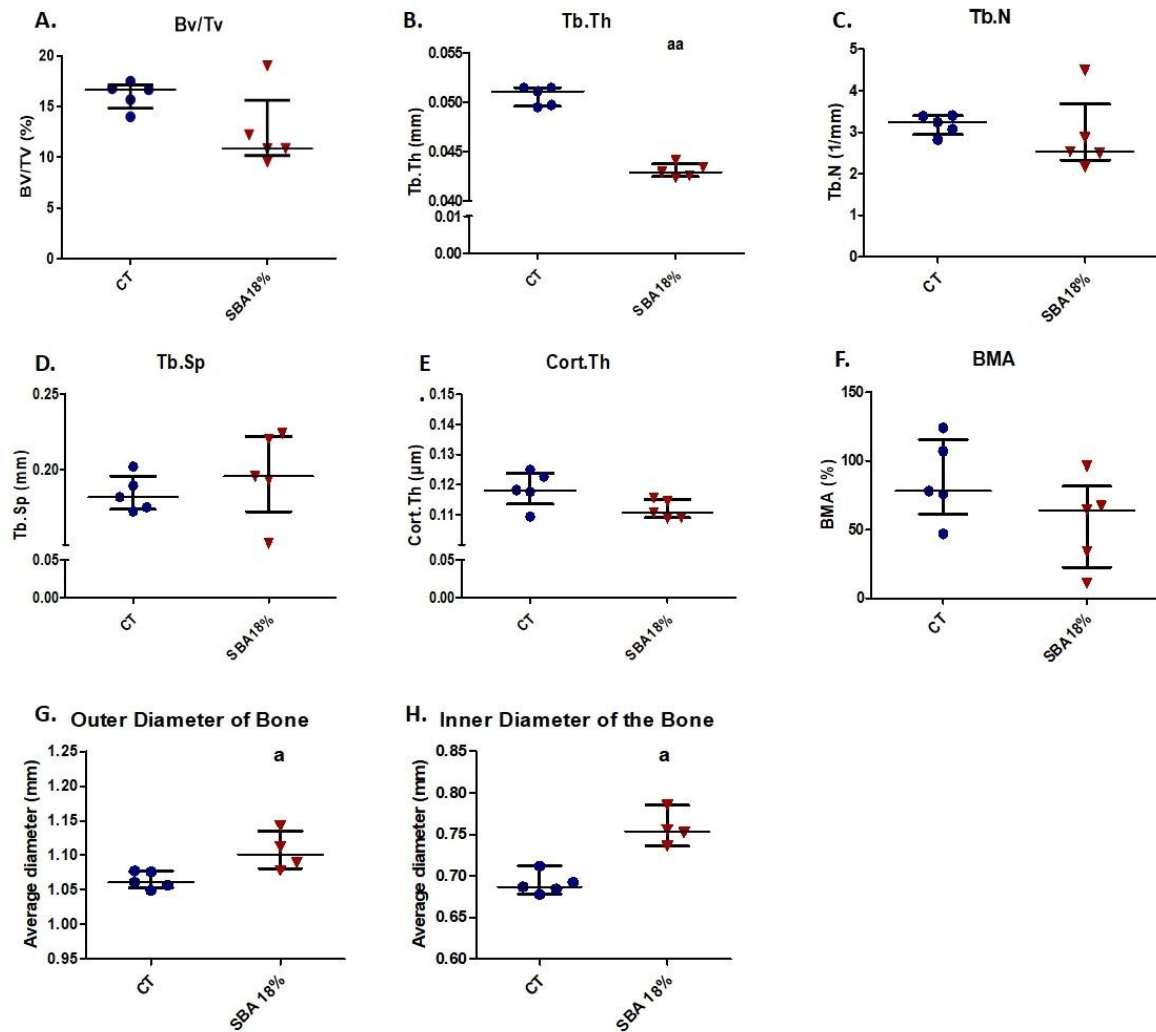 A.
Bv/Tv
BV/TV (%)
20
15
10
5
0
CT
SBA18%
B.
Tb.Th
aa
Tb.Th (mm)
0.055
0.050
0.045
0.040
0.01
0.00
CT
SBA18%
C.
Tb.N
Tb.N (1/mm)
5
4
3
2
1
0
CT
SBA18%
D.
Tb.Sp
Tb.Sp (mm)
0.25
0.20
0.05
0.00
CT
SBA18%
E
.
Cort.Th
Cort.Th (µm)
0.15
0.14
0.13
0.12
0.11
0.05
0.00
CT
SBA18%
F.
BMA
BMA (%)
150
100
50
0
CT
SBA18%
G.
Outer Diameter of Bone
a
Average diameter (mm)
1.25
1.20
1.15
1.10
1.05
1.00
0.95
CT
SBA 18%
H.
Inner Diameter of the Bone
a
Average diameter (mm)
0.85
0.80
0.75
0.70
0.65
0.60
CT
SBA 18%